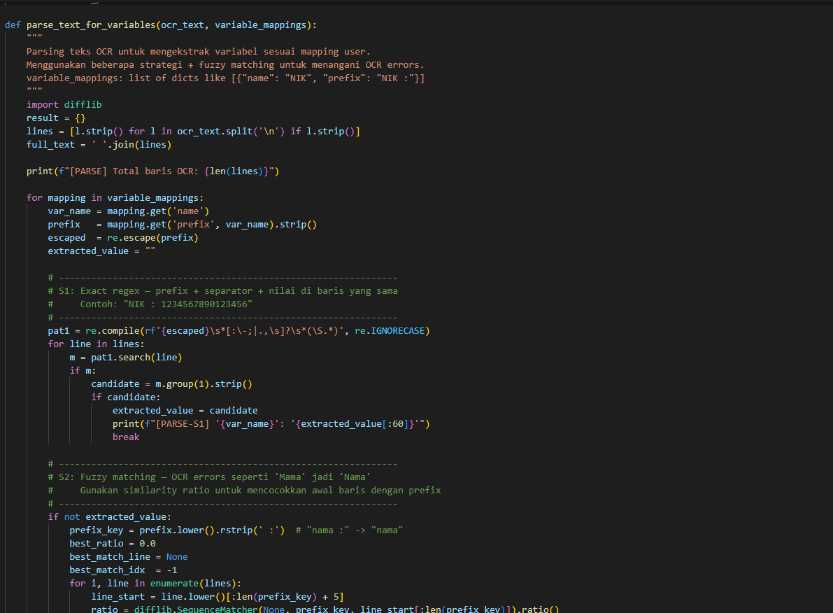 def parse_text_for_variables(ocr_text, variable_mappings):
"""
Parsing teks OCR untuk mengekstrak variabel sesuai mapping user.
Menggunakan beberapa strategi + fuzzy matching untuk menangani OCR errors.
variable_mappings: list of dicts like [{"name": "NIK", "prefix": "NIK :"}]
"""
import difflib
result = {}
lines = [l.strip() for l in ocr_text.split('\n') if l.strip()]
full_text = ' '.join(lines)
print(f"[PARSE] Total baris OCR: {len(lines)}")
for mapping in variable_mappings:
var_name = mapping.get('name')
prefix   = mapping.get('prefix', var_name).strip()
escaped  = re.escape(prefix)
extracted_value = ""
# ----------------------------------------------------------------
# S1: Exact regex — prefix + separator + nilai di baris yang sama
#     Contoh: "NIK : 1234567890123456"
# ----------------------------------------------------------------
pat1 = re.compile(rf'{escaped}\s*[:\-;|.,\s]?\s*(\S.*)', re.IGNORECASE)
for line in lines:
m = pat1.search(line)
if m:
candidate = m.group(1).strip()
if candidate:
extracted_value = candidate
print(f"[PARSE-S1] '{var_name}': '{extracted_value[:60]}'")
break
# ----------------------------------------------------------------
# S2: Fuzzy matching — OCR errors seperti 'Mama' jadi 'Nama'
#     Gunakan similarity ratio untuk mencocokkan awal baris dengan prefix
# ----------------------------------------------------------------
if not extracted_value:
prefix_key = prefix.lower().rstrip(' :')  # "nama :" -> "nama"
best_ratio = 0.0
best_match_line = None
best_match_idx  = -1
for i, line in enumerate(lines):
line_start = line.lower()[:len(prefix_key) + 5]
ratio = difflib.SequenceMatcher(None, prefix_key, line_start[:len(prefix_key)]).ratio()